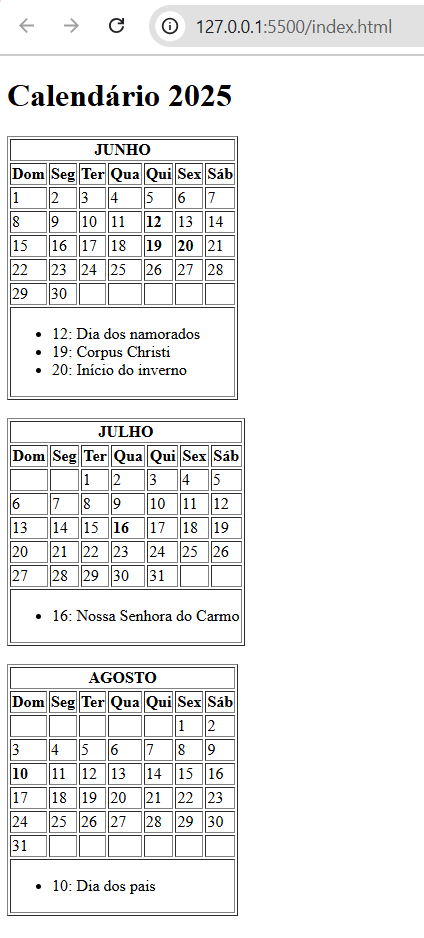 127.0.0.1:5500/index.html
Calendário 2025
JUNHO
Dom Seg Ter Qua Qui Sex Sáb
1 2 3 4 5 6 7
8 9 10 11 12 13 14
15 16 17 18 19 20 21
22 23 24 25 26 27 28
29 30
• 12: Dia dos namorados
• 19: Corpus Christi
• 20: Início do inverno
JULHO
Dom Seg Ter Qua Qui Sex Sáb
1 2 3 4 5
6 7 8 9 10 11 12
13 14 15 16 17 18 19
20 21 22 23 24 25 26
27 28 29 30 31
• 16: Nossa Senhora do Carmo
AGOSTO
Dom Seg Ter Qua Qui Sex Sáb
1 2
3 4 5 6 7 8 9
10 11 12 13 14 15 16
17 18 19 20 21 22 23
24 25 26 27 28 29 30
31
• 10: Dia dos pais